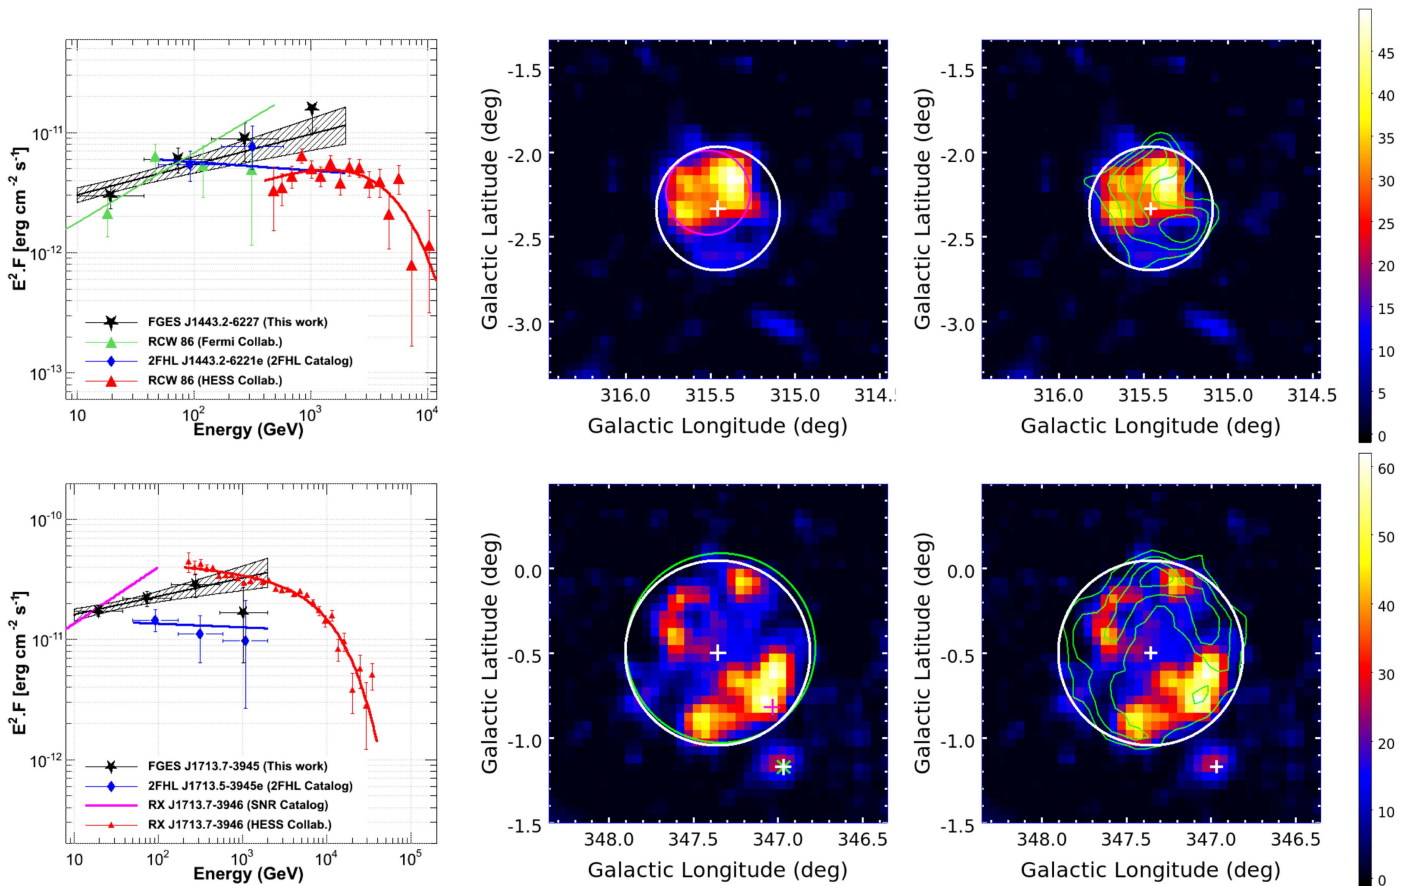 E².F [erg cm⁻² s⁻¹]
10⁻¹¹
10⁻¹²
10⁻¹³
FGES J1443.2-6227 (This work)
RCW 86 (Fermi Collab.)
2FHL J1443.2-6221e (2FHL Catalog)
RCW 86 (HESS Collab.)
10 10² 10³ 10⁴
Energy (GeV)
Galactic Latitude (deg)
-1.5
-2.0
-2.5
-3.0
316.0 315.5 315.0 314.5
Galactic Longitude (deg)
Galactic Latitude (deg)
-1.5
-2.0
-2.5
-3.0
316.0 315.5 315.0 314.5
Galactic Longitude (deg)
45
40
35
30
25
20
15
10
5
0
E².F [erg cm⁻² s⁻¹]
10⁻¹⁰
10⁻¹¹
10⁻¹²
FGES J1713.7-3945 (This work)
2FHL J1713.5-3945e (2FHL Catalog)
RX J1713.7-3946 (SNR Catalog)
RX J1713.7-3946 (HESS Collab.)
10 10² 10³ 10⁴ 10⁵
Energy (GeV)
Galactic Latitude (deg)
0.0
-0.5
-1.0
-1.5
348.0 347.5 347.0 346.5
Galactic Longitude (deg)
Galactic Latitude (deg)
0.0
-0.5
-1.0
-1.5
348.0 347.5 347.0 346.5
Galactic Longitude (deg)
60
50
40
30
20
10
0